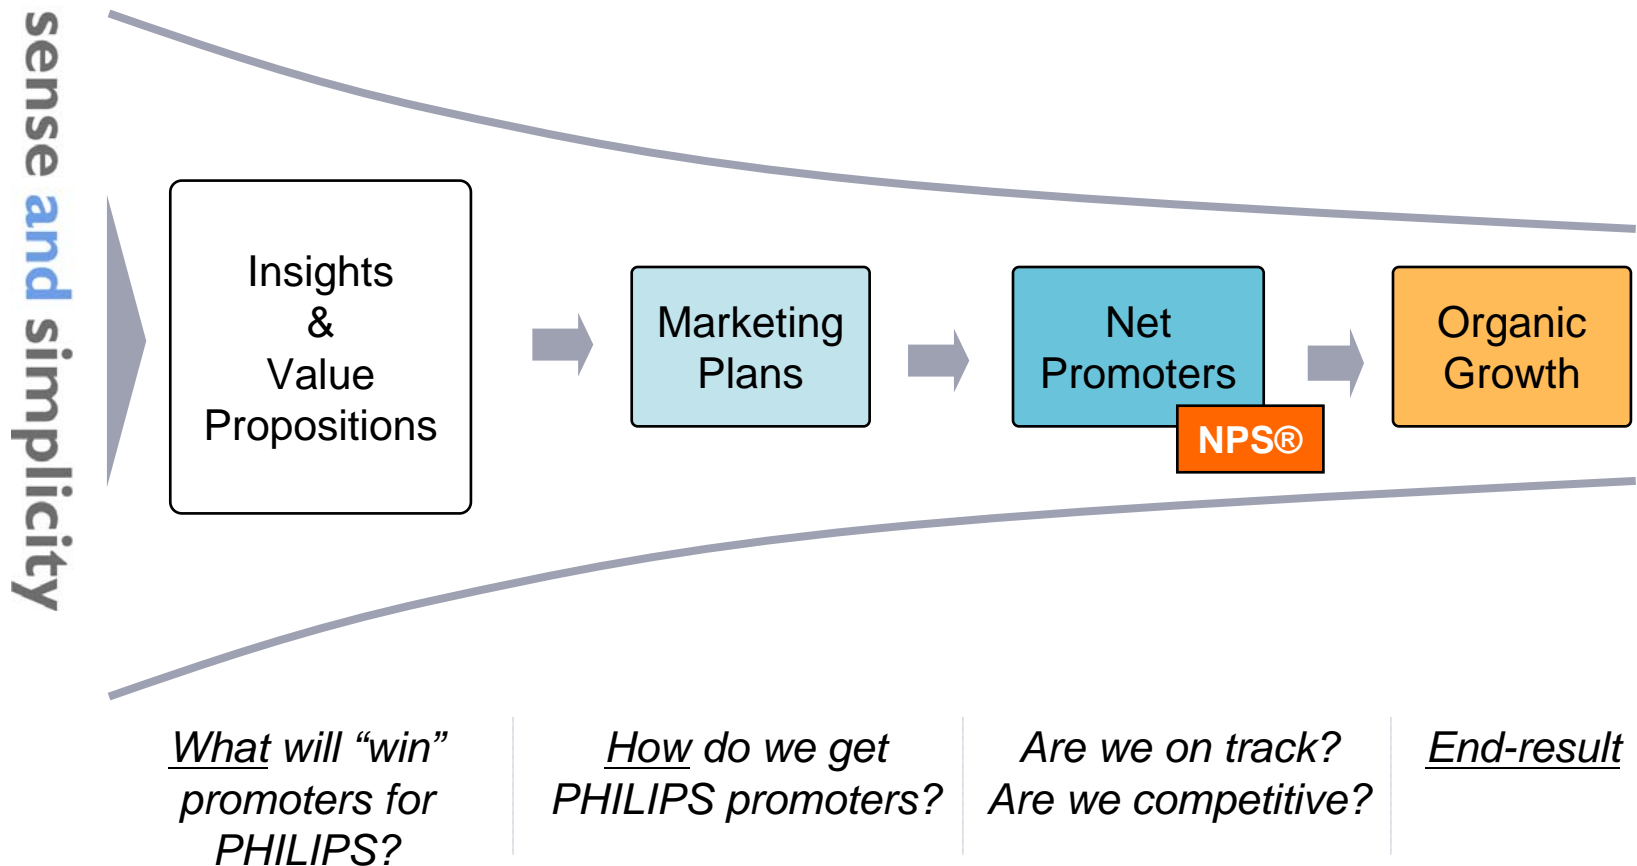 sense and simplicity
Insights
&
Value
Propositions
Marketing
Plans
Net
Promoters
NPS®
Organic
Growth
What will “win”
promoters for
PHILIPS?
How do we get
PHILIPS promoters?
Are we on track?
Are we competitive?
End-result